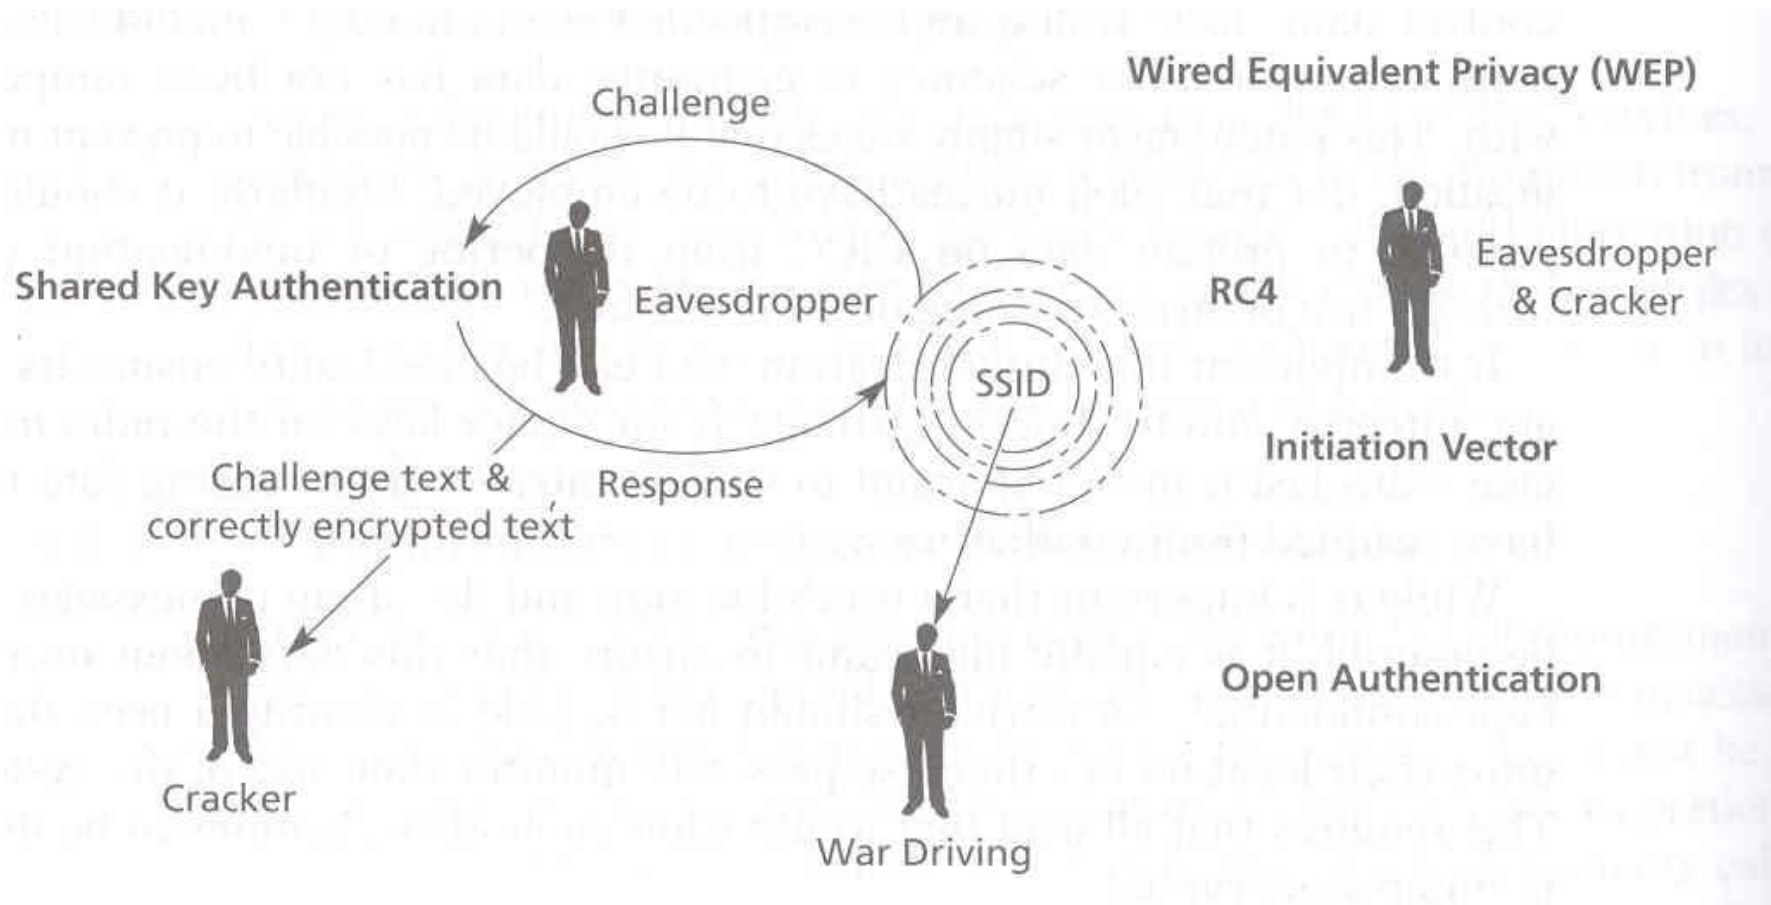 Wired Equivalent Privacy (WEP)
Challenge
Shared Key Authentication
Eavesdropper
RC4
Eavesdropper
& Cracker
SSID
Initiation Vector
Challenge text &
correctly encrypted text
Response
Open Authentication
Cracker
War Driving